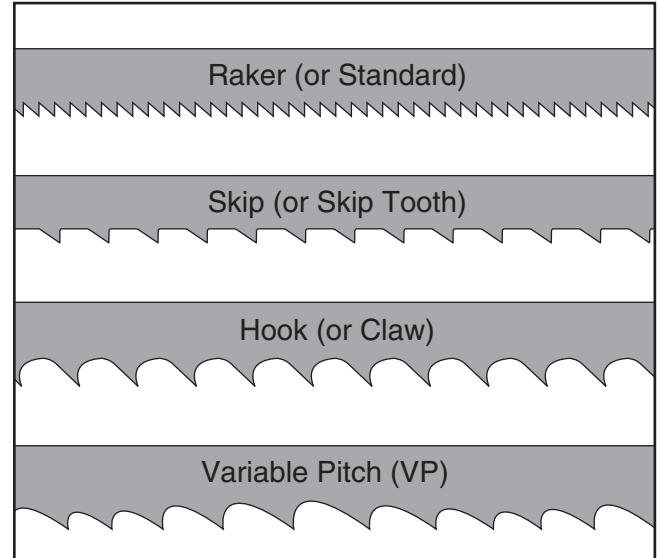 Raker (or Standard)
Skip (or Skip Tooth)
Hook (or Claw)
Variable Pitch (VP)